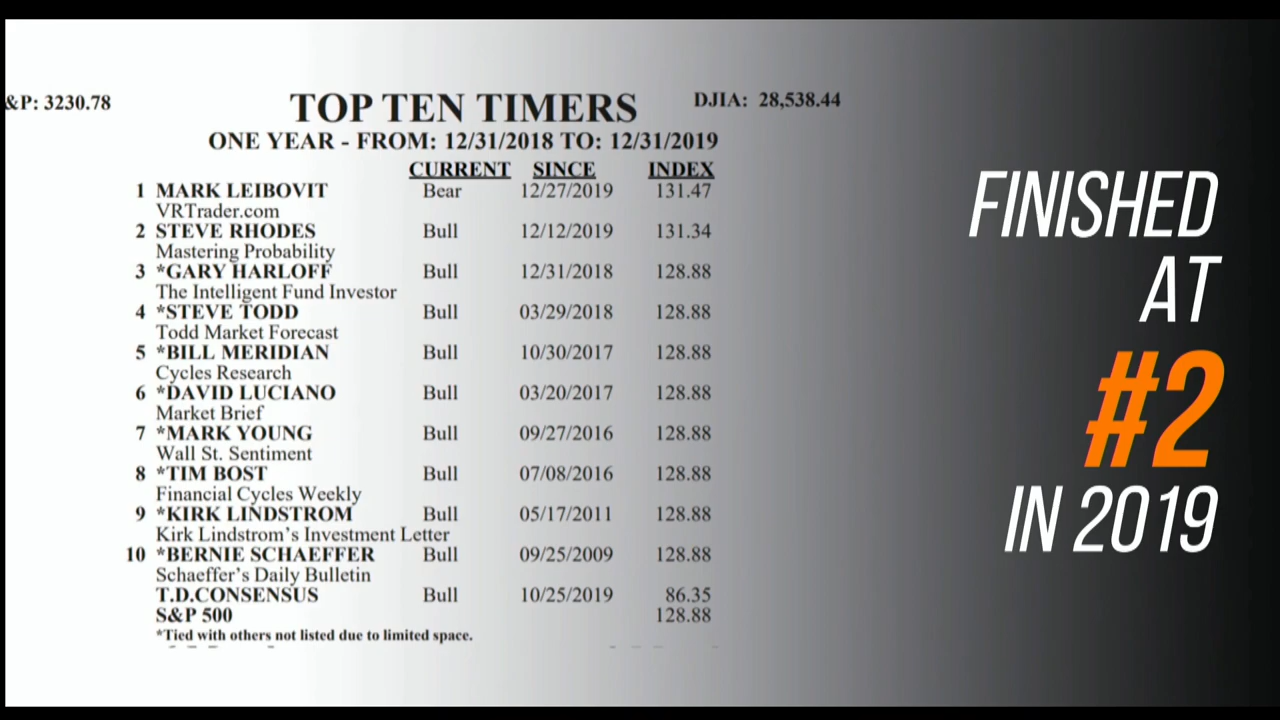 &P: 3230.78
TOP TEN TIMERS
DJIA: 28,538.44
ONE YEAR - FROM: 12/31/2018 TO: 12/31/2019
CURRENT SINCE INDEX
1 MARK LEIBOVIT Bear 12/27/2019 131.47
VRTrader.com
2 STEVE RHODES Bull 12/12/2019 131.34
Mastering Probability
3 *GARY HARLOFF Bull 12/31/2018 128.88
The Intelligent Fund Investor
4 *STEVE TODD Bull 03/29/2018 128.88
Todd Market Forecast
5 *BILL MERIDIAN Bull 10/30/2017 128.88
Cycles Research
6 *DAVID LUCIANO Bull 03/20/2017 128.88
Market Brief
7 *MARK YOUNG Bull 09/27/2016 128.88
Wall St. Sentiment
8 *TIM BOST Bull 07/08/2016 128.88
Financial Cycles Weekly
9 *KIRK LINDSTROM Bull 05/17/2011 128.88
Kirk Lindstrom's Investment Letter
10 *BERNIE SCHAEFFER Bull 09/25/2009 128.88
Schaeffer's Daily Bulletin
T.D.CONSENSUS Bull 10/25/2019 86.35
S&P 500 128.88
*Tied with others not listed due to limited space.
FINISHED
AT
#2
IN 2019